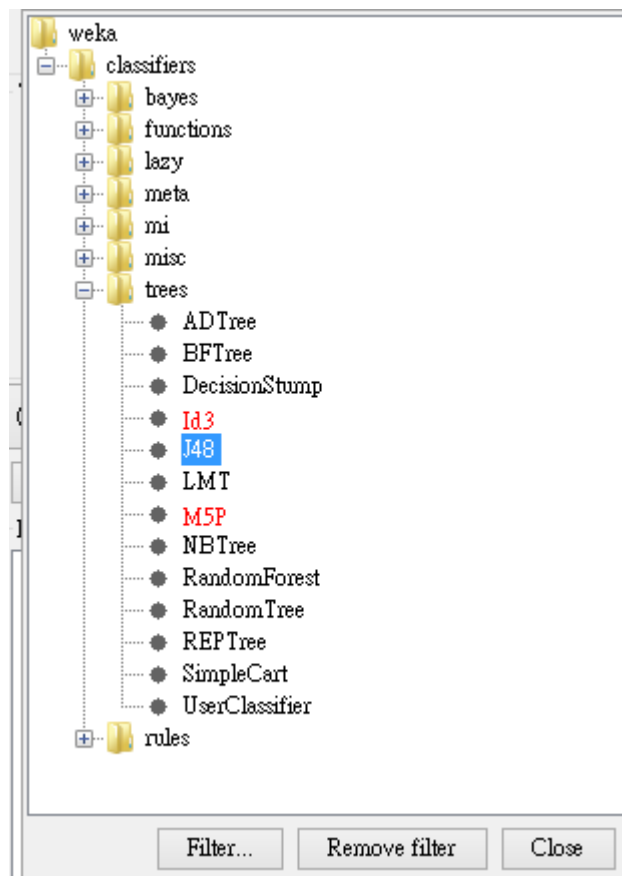 weka
classifiers
bayes
functions
lazy
meta
mi
misc
trees
ADTree
BFTree
DecisionStump
Id3
J48
LMT
M5P
NBTree
RandomForest
RandomTree
REPTree
SimpleCart
UserClassifier
rules
Filter... Remove filter Close